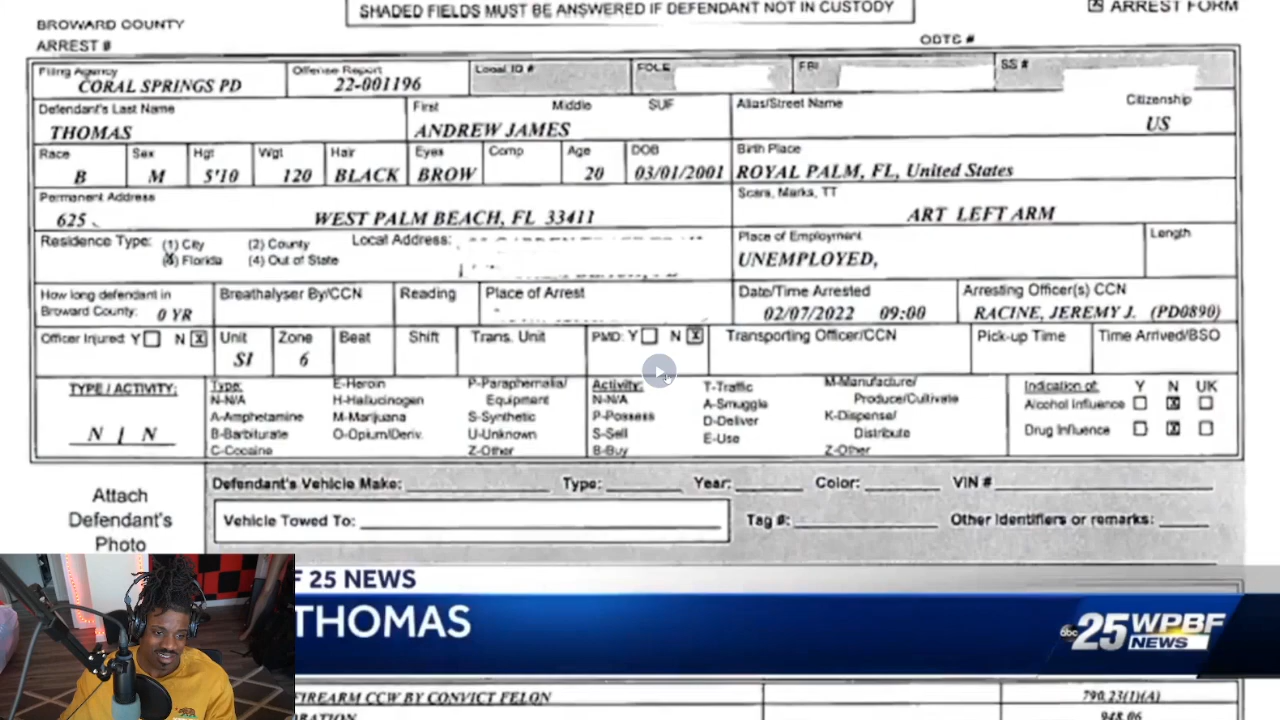 SHADED FIELDS MUST BE ANSWERED IF DEFENDANT NOT IN CUSTODY
ARREST FORM
BROWARD COUNTY
ARREST #
OBTS #
Filing Agency
CORAL SPRINGS PD
Offense Report
22-001196
Local ID #
FDLE
FBI
SS #
Defendant's Last Name
THOMAS
First Middle SUF
ANDREW JAMES
Alias/Street Name
Citizenship
US
Race Sex Hgt Wgt Hair Eyes Comp Age DOB
B M 5'10 120 BLACK BROW 20 03/01/2001
Birth Place
ROYAL PALM, FL, United States
Permanent Address
625 WEST PALM BEACH, FL 33411
Scars, Marks, TT
ART LEFT ARM
Residence Type: (1) City (2) County
(3) Florida (4) Out of State
Local Address:
Place of Employment
UNEMPLOYED,
Length
How long defendant in
Broward County: 0 YR
Breathalyser By/CCN
Reading
Place of Arrest
Date/Time Arrested
02/07/2022 09:00
Arresting Officer(s) CCN
RACINE, JEREMY J. (PD0890)
Officer Injured: Y N X
Unit
SI
Zone
6
Beat
Shift
Trans. Unit
PMD: Y N X
Transporting Officer/CCN
Pick-up Time
Time Arrived/BSO
TYPE / ACTIVITY:
N / N
Type:
N-N/A
A-Amphetamine
B-Barbiturate
C-Cocaine
E-Heroin
H-Hallucinogen
M-Marijuana
O-Opium/Deriv.
P-Paraphernalia/
Equipment
S-Synthetic
U-Unknown
Z-Other
Activity:
N-N/A
P-Possess
S-Sell
B-Buy
T-Traffic
A-Smuggle
D-Deliver
E-Use
M-Manufacture/
Produce/Cultivate
K-Dispense/
Distribute
Z-Other
Indication of: Y N UK
Alcohol Influence X
Drug Influence X
Attach
Defendant's
Photo
Defendant's Vehicle Make: Type: Year: Color: VIN #
Vehicle Towed To:
Tag #: Other Identifiers or remarks:
F 25 NEWS
THOMAS
abc 25 WPBF
NEWS
FIREARM CCW BY CONVICT FELON 790.23(1)(A)
948.06